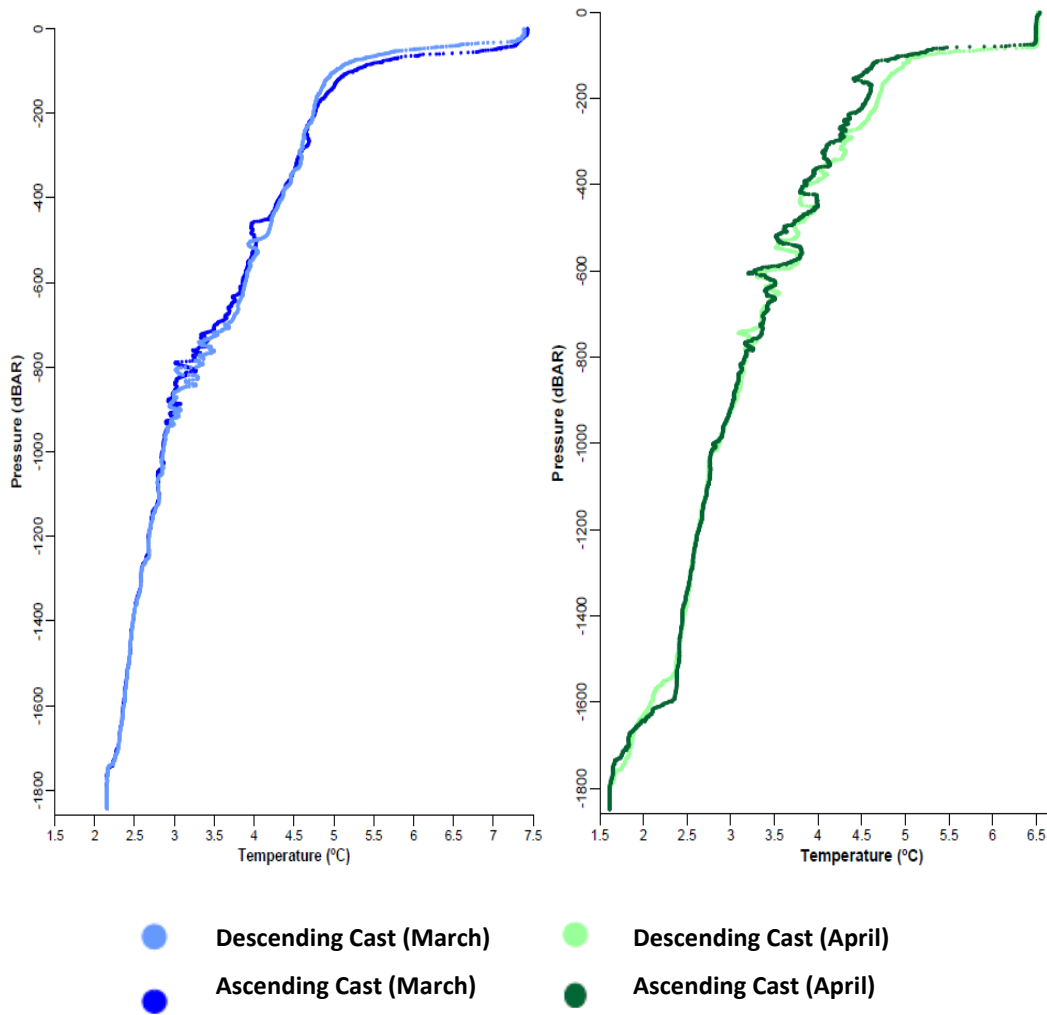 0
-200
-400
-600
-800
-1000
-1200
-1400
-1600
-1800
Pressure (dBAR)
1.5 2 2.5 3 3.5 4 4.5 5 5.5 6 6.5 7 7.5
Temperature (ºC)
0
-200
-400
-600
-800
-1000
-1200
-1400
-1600
-1800
Pressure (dBAR)
1.5 2 2.5 3 3.5 4 4.5 5 5.5 6 6.5
Temperature (ºC)
Descending Cast (March)
Descending Cast (April)
Ascending Cast (March)
Ascending Cast (April)